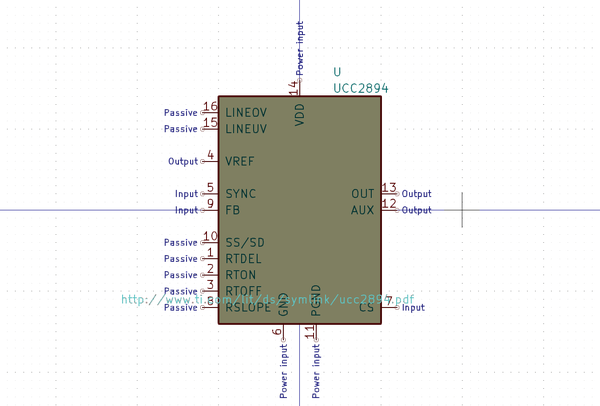 Power input
14
VDD
U
UCC2894
Passive 16 LINEOV
Passive 15 LINEUV
Output 4 VREF
Input 5 SYNC
OUT 13 Output
Input 9 FB
AUX 12 Output
Passive 10 SS/SD
Passive 1 RTDEL
Passive 2 RTON
Passive 3 RTOFF
http://www.ti.com/lit/ds/symlink/ucc2894.pdf
Passive 8 RSLOPE
CS 7 Input
GND
6
Power input
PGND
11
Power input